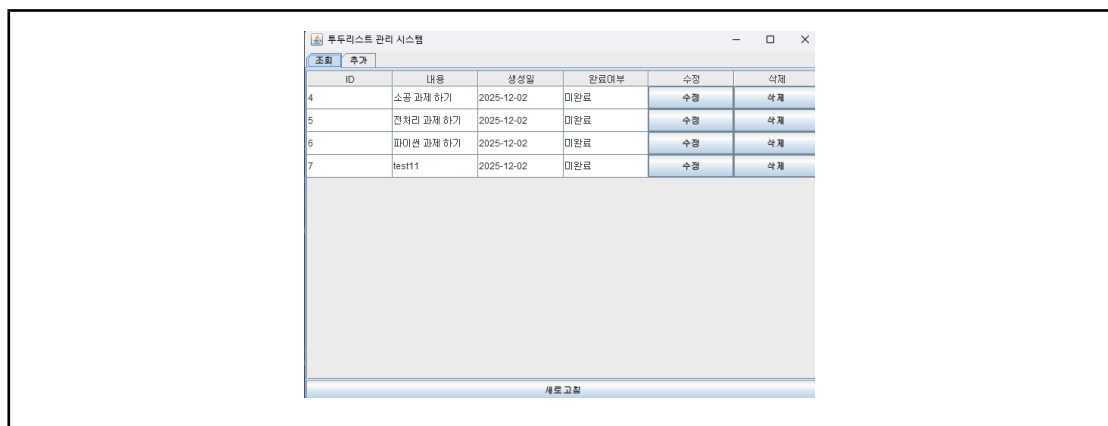 투두리스트 관리 시스템
조회 추가
ID 내용 생성일 완료여부 수정 삭제
4 소공 과제 하기 2025-12-02 미완료 수정 삭제
5 전처리 과제 하기 2025-12-02 미완료 수정 삭제
6 파이썬 과제 하기 2025-12-02 미완료 수정 삭제
7 test11 2025-12-02 미완료 수정 삭제
새로고침